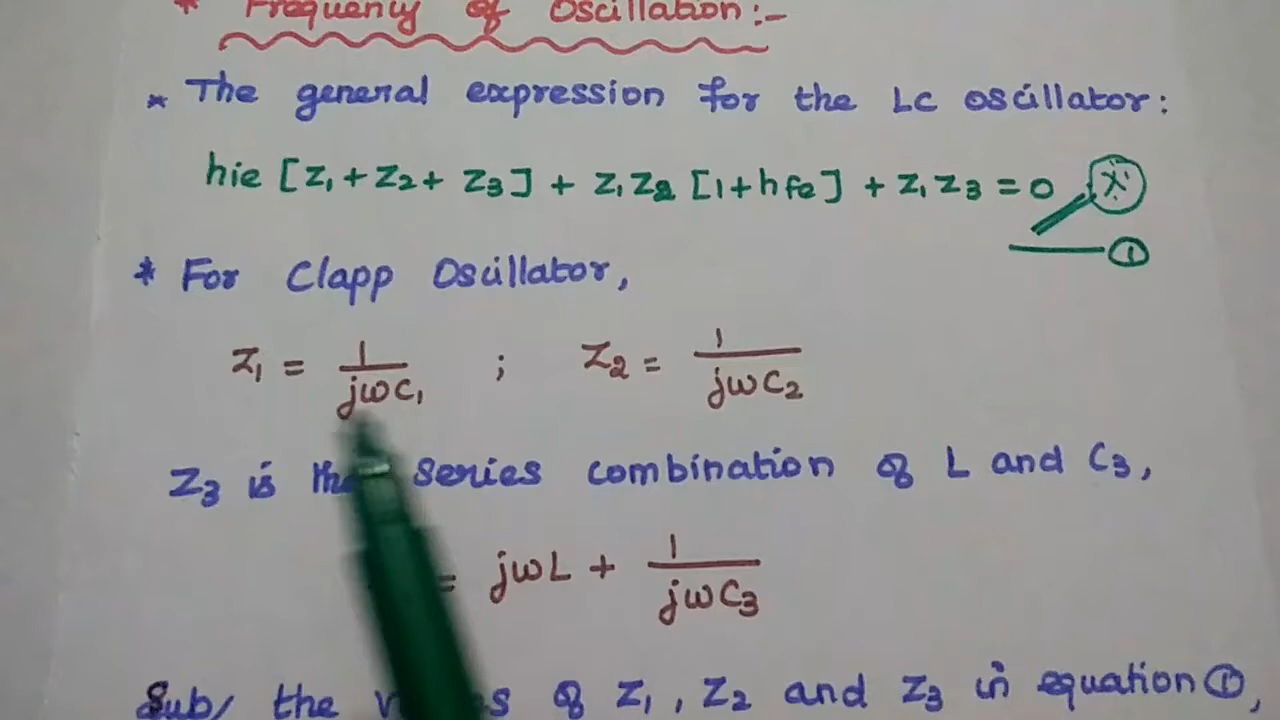 * Frequency of Oscillation:-
* The general expression for the LC oscillator:
hie [Z₁ + Z₂ + Z₃] + Z₁Z₂ [1+hfe] + Z₁Z₃ = 0 *
①
* For Clapp Oscillator,
Z₁ = 1/jωC₁ ; Z₂ = 1/jωC₂
Z₃ is the series combination of L and C₃,
= jωL + 1/jωC₃
Sub/ the of Z₁, Z₂ and Z₃ in equation ①,